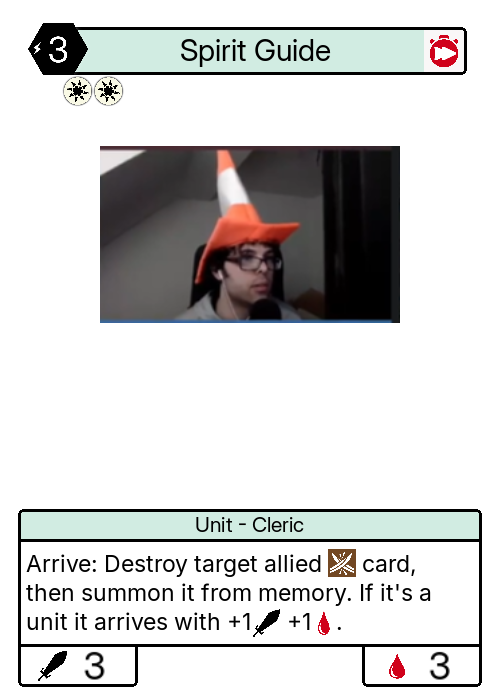 3
Spirit Guide
Unit - Cleric
Arrive: Destroy target allied card,
then summon it from memory. If it's a
unit it arrives with +1 +1 .
3
3